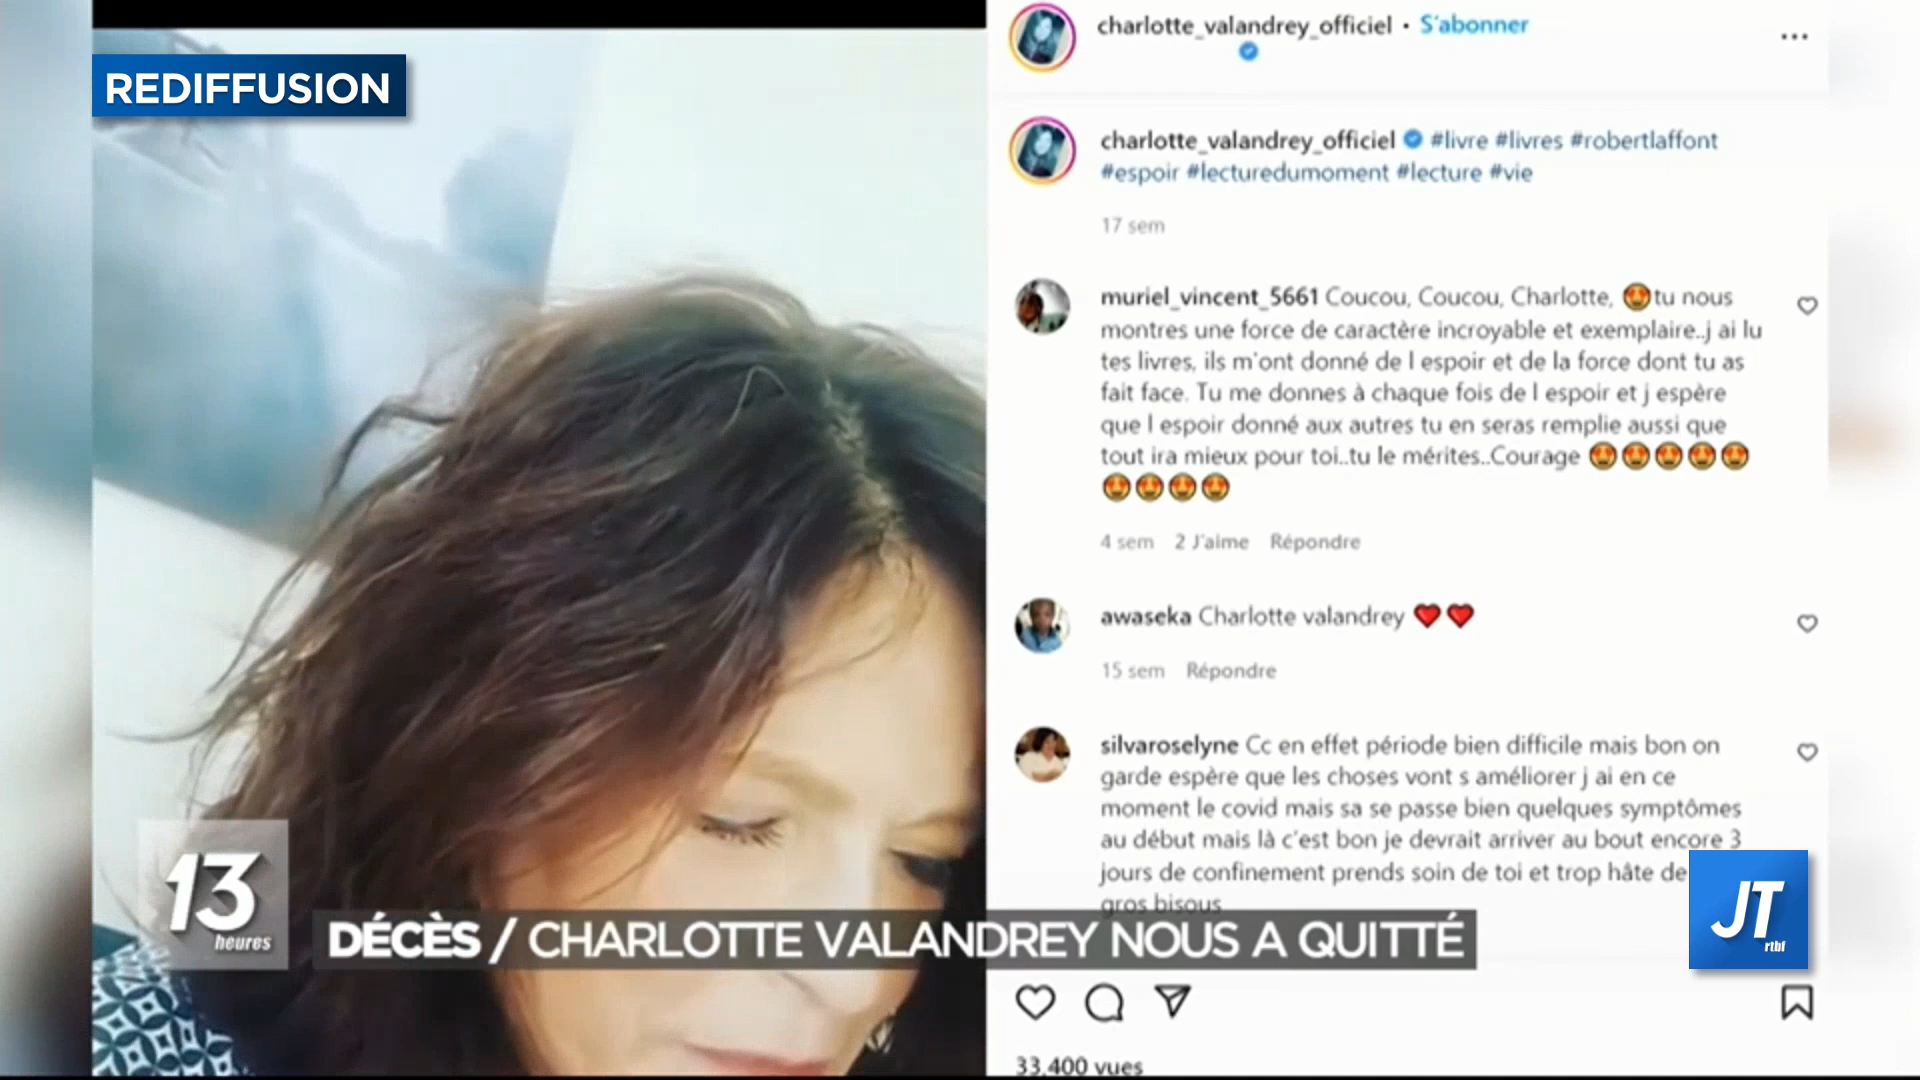 REDIFFUSION
charlotte_valandrey_officiel • S'abonner
charlotte_valandrey_officiel #livre #livres #robertlaffont
#espoir #lecturedumoment #lecture #vie
17 sem
muriel_vincent_5661 Coucou, Coucou, Charlotte, 🤩tu nous
montres une force de caractère incroyable et exemplaire..j ai lu
tes livres, ils m'ont donné de l espoir et de la force dont tu as
fait face. Tu me donnes à chaque fois de l espoir et j espère
que l espoir donné aux autres tu en seras remplie aussi que
tout ira mieux pour toi..tu le mérites..Courage 🤩🤩🤩🤩🤩
🤩🤩🤩🤩
4 sem 2 J'aime Répondre
awaseka Charlotte valandrey ❤️❤️
15 sem Répondre
silvaroselyne Cc en effet période bien difficile mais bon on
garde espère que les choses vont s améliorer j ai en ce
moment le covid mais sa se passe bien quelques symptômes
au début mais là c'est bon je devrait arriver au bout encore 3
jours de confinement prends soin de toi et trop hâte de
gros bisous
13
heures
DÉCÈS / CHARLOTTE VALANDREY NOUS A QUITTÉ
JT
rtbf
33,400 vues